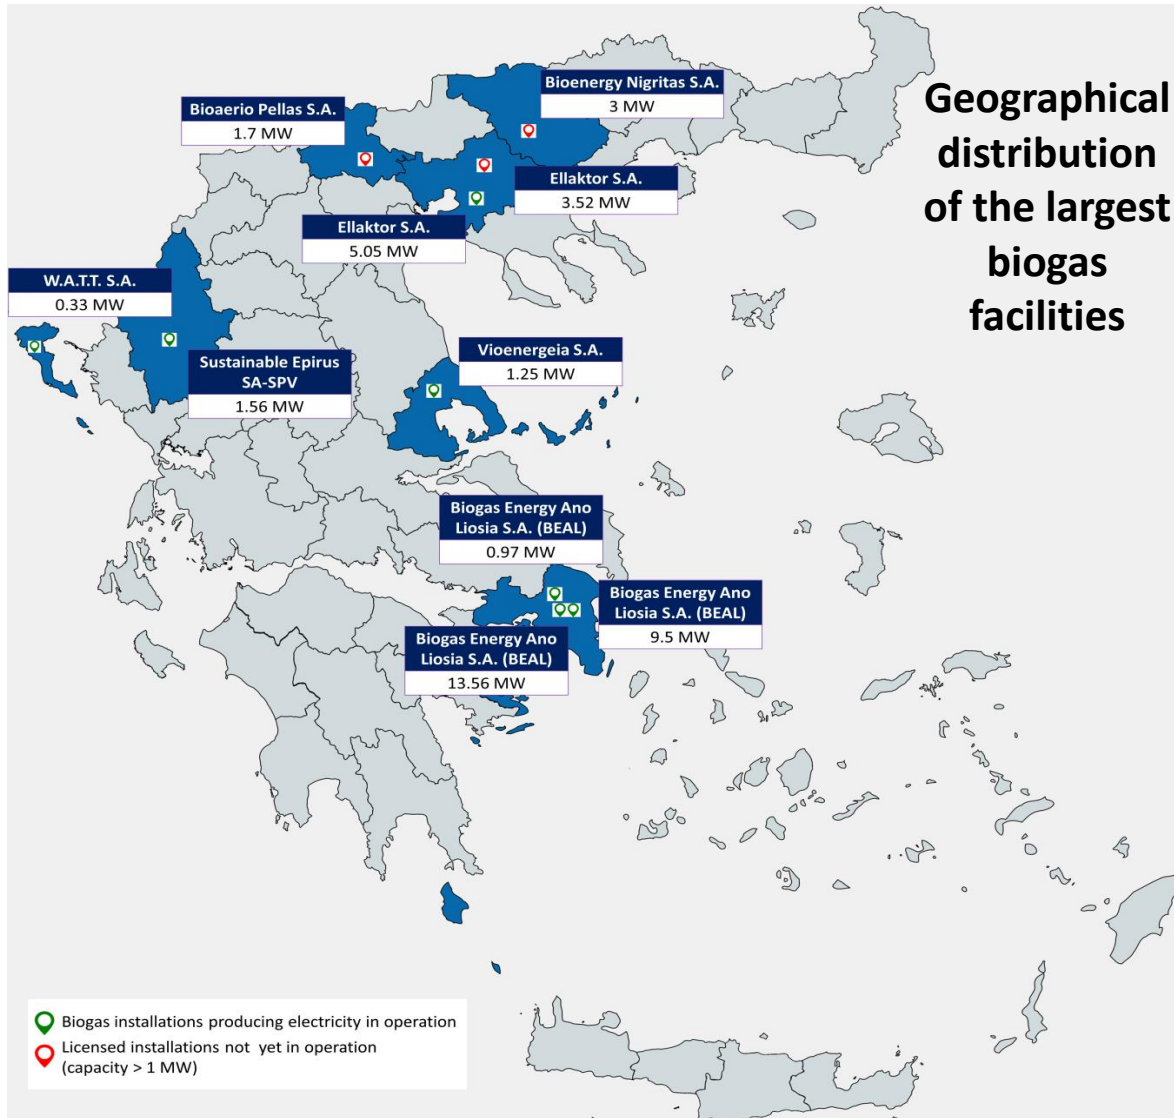 Geographical
distribution
of the largest
biogas
facilities
Bioenergy Nigritas S.A.
3 MW
Bioaerio Pellas S.A.
1.7 MW
Ellaktor S.A.
3.52 MW
Ellaktor S.A.
5.05 MW
W.A.T.T. S.A.
0.33 MW
Sustainable Epirus
SA-SPV
1.56 MW
Vioenergeia S.A.
1.25 MW
Biogas Energy Ano
Liosia S.A. (BEAL)
0.97 MW
Biogas Energy Ano
Liosia S.A. (BEAL)
9.5 MW
Biogas Energy Ano
Liosia S.A. (BEAL)
13.56 MW
Biogas installations producing electricity in operation
Licensed installations not yet in operation
(capacity > 1 MW)